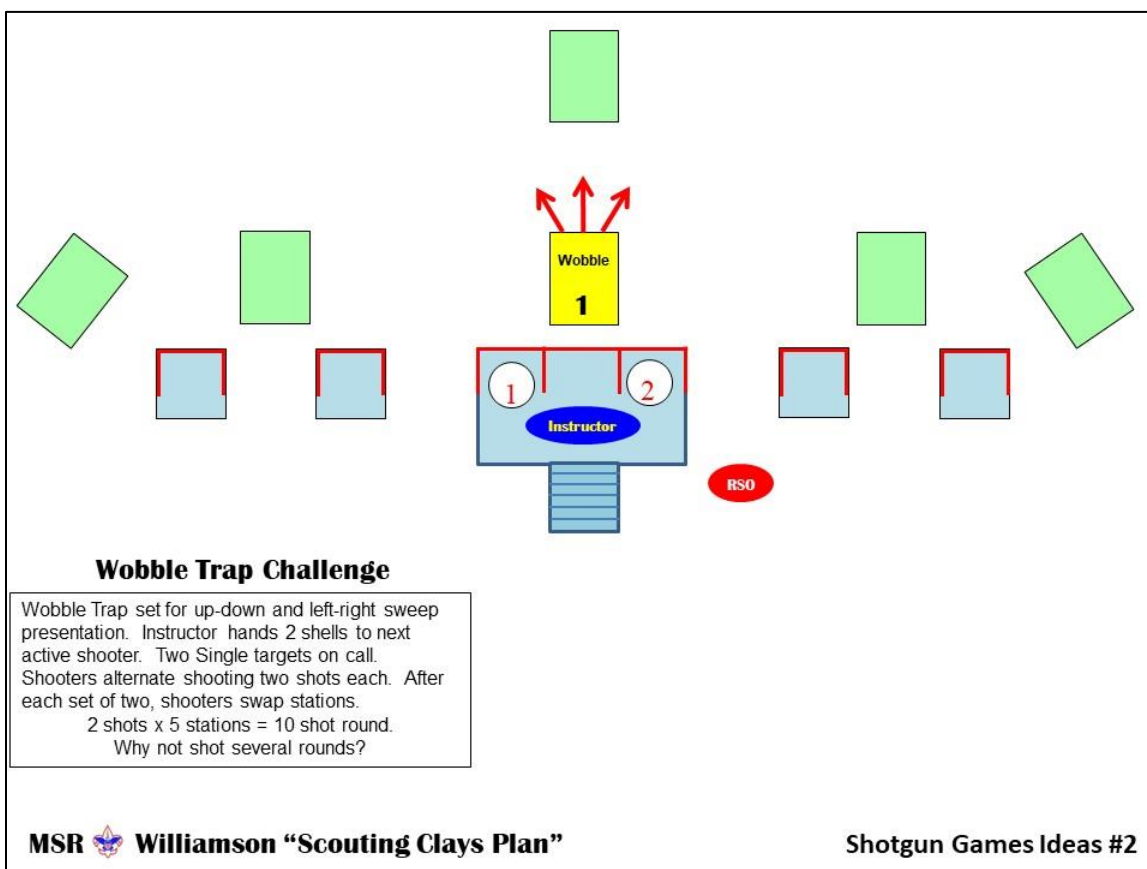 Wobble
1
1
2
Instructor
RSO
Wobble Trap Challenge
Wobble Trap set for up-down and left-right sweep
presentation. Instructor hands 2 shells to next
active shooter. Two Single targets on call.
Shooters alternate shooting two shots each. After
each set of two, shooters swap stations.
2 shots x 5 stations = 10 shot round.
Why not shot several rounds?
MSR Williamson “Scouting Clays Plan”
Shotgun Games Ideas #2